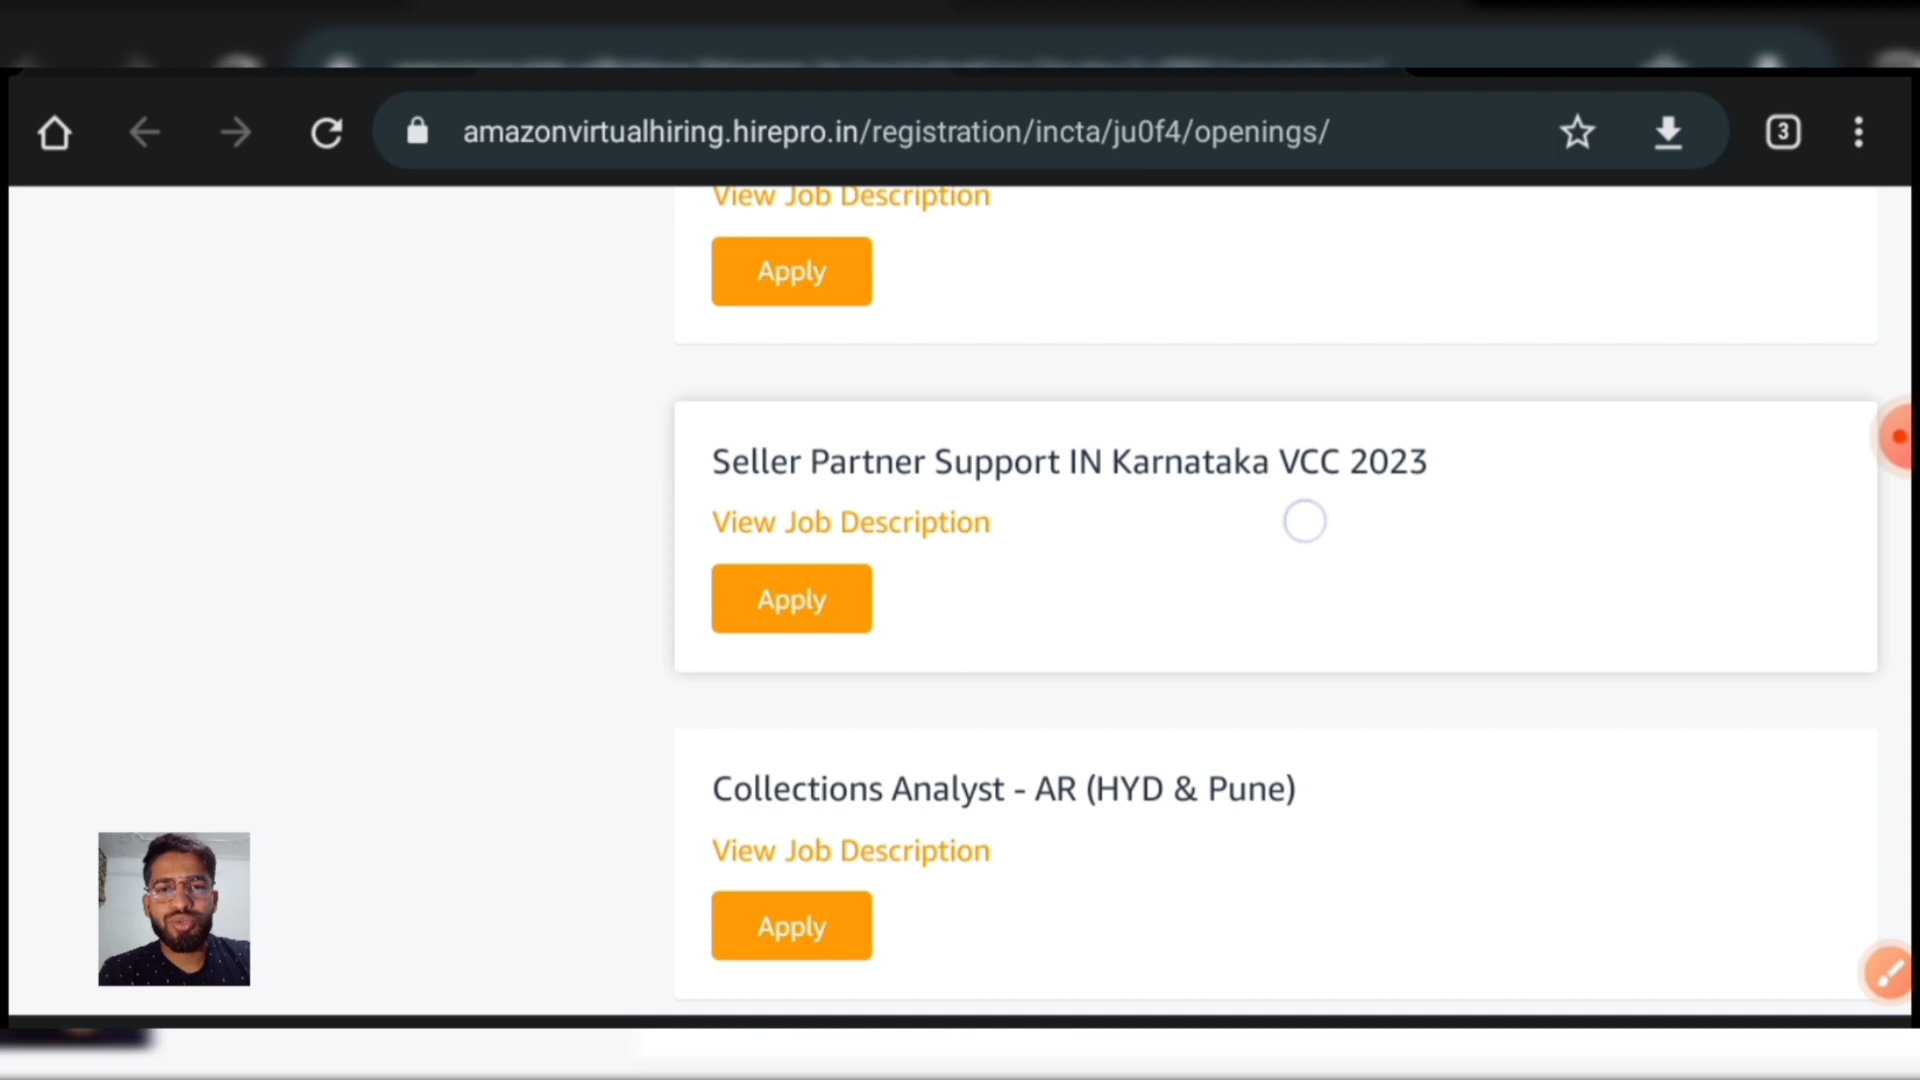 amazonvirtualhiring.hirepro.in/registration/incta/ju0f4/openings/
3
View Job Description
Apply
Seller Partner Support IN Karnataka VCC 2023
View Job Description
Apply
Collections Analyst - AR (HYD & Pune)
View Job Description
Apply